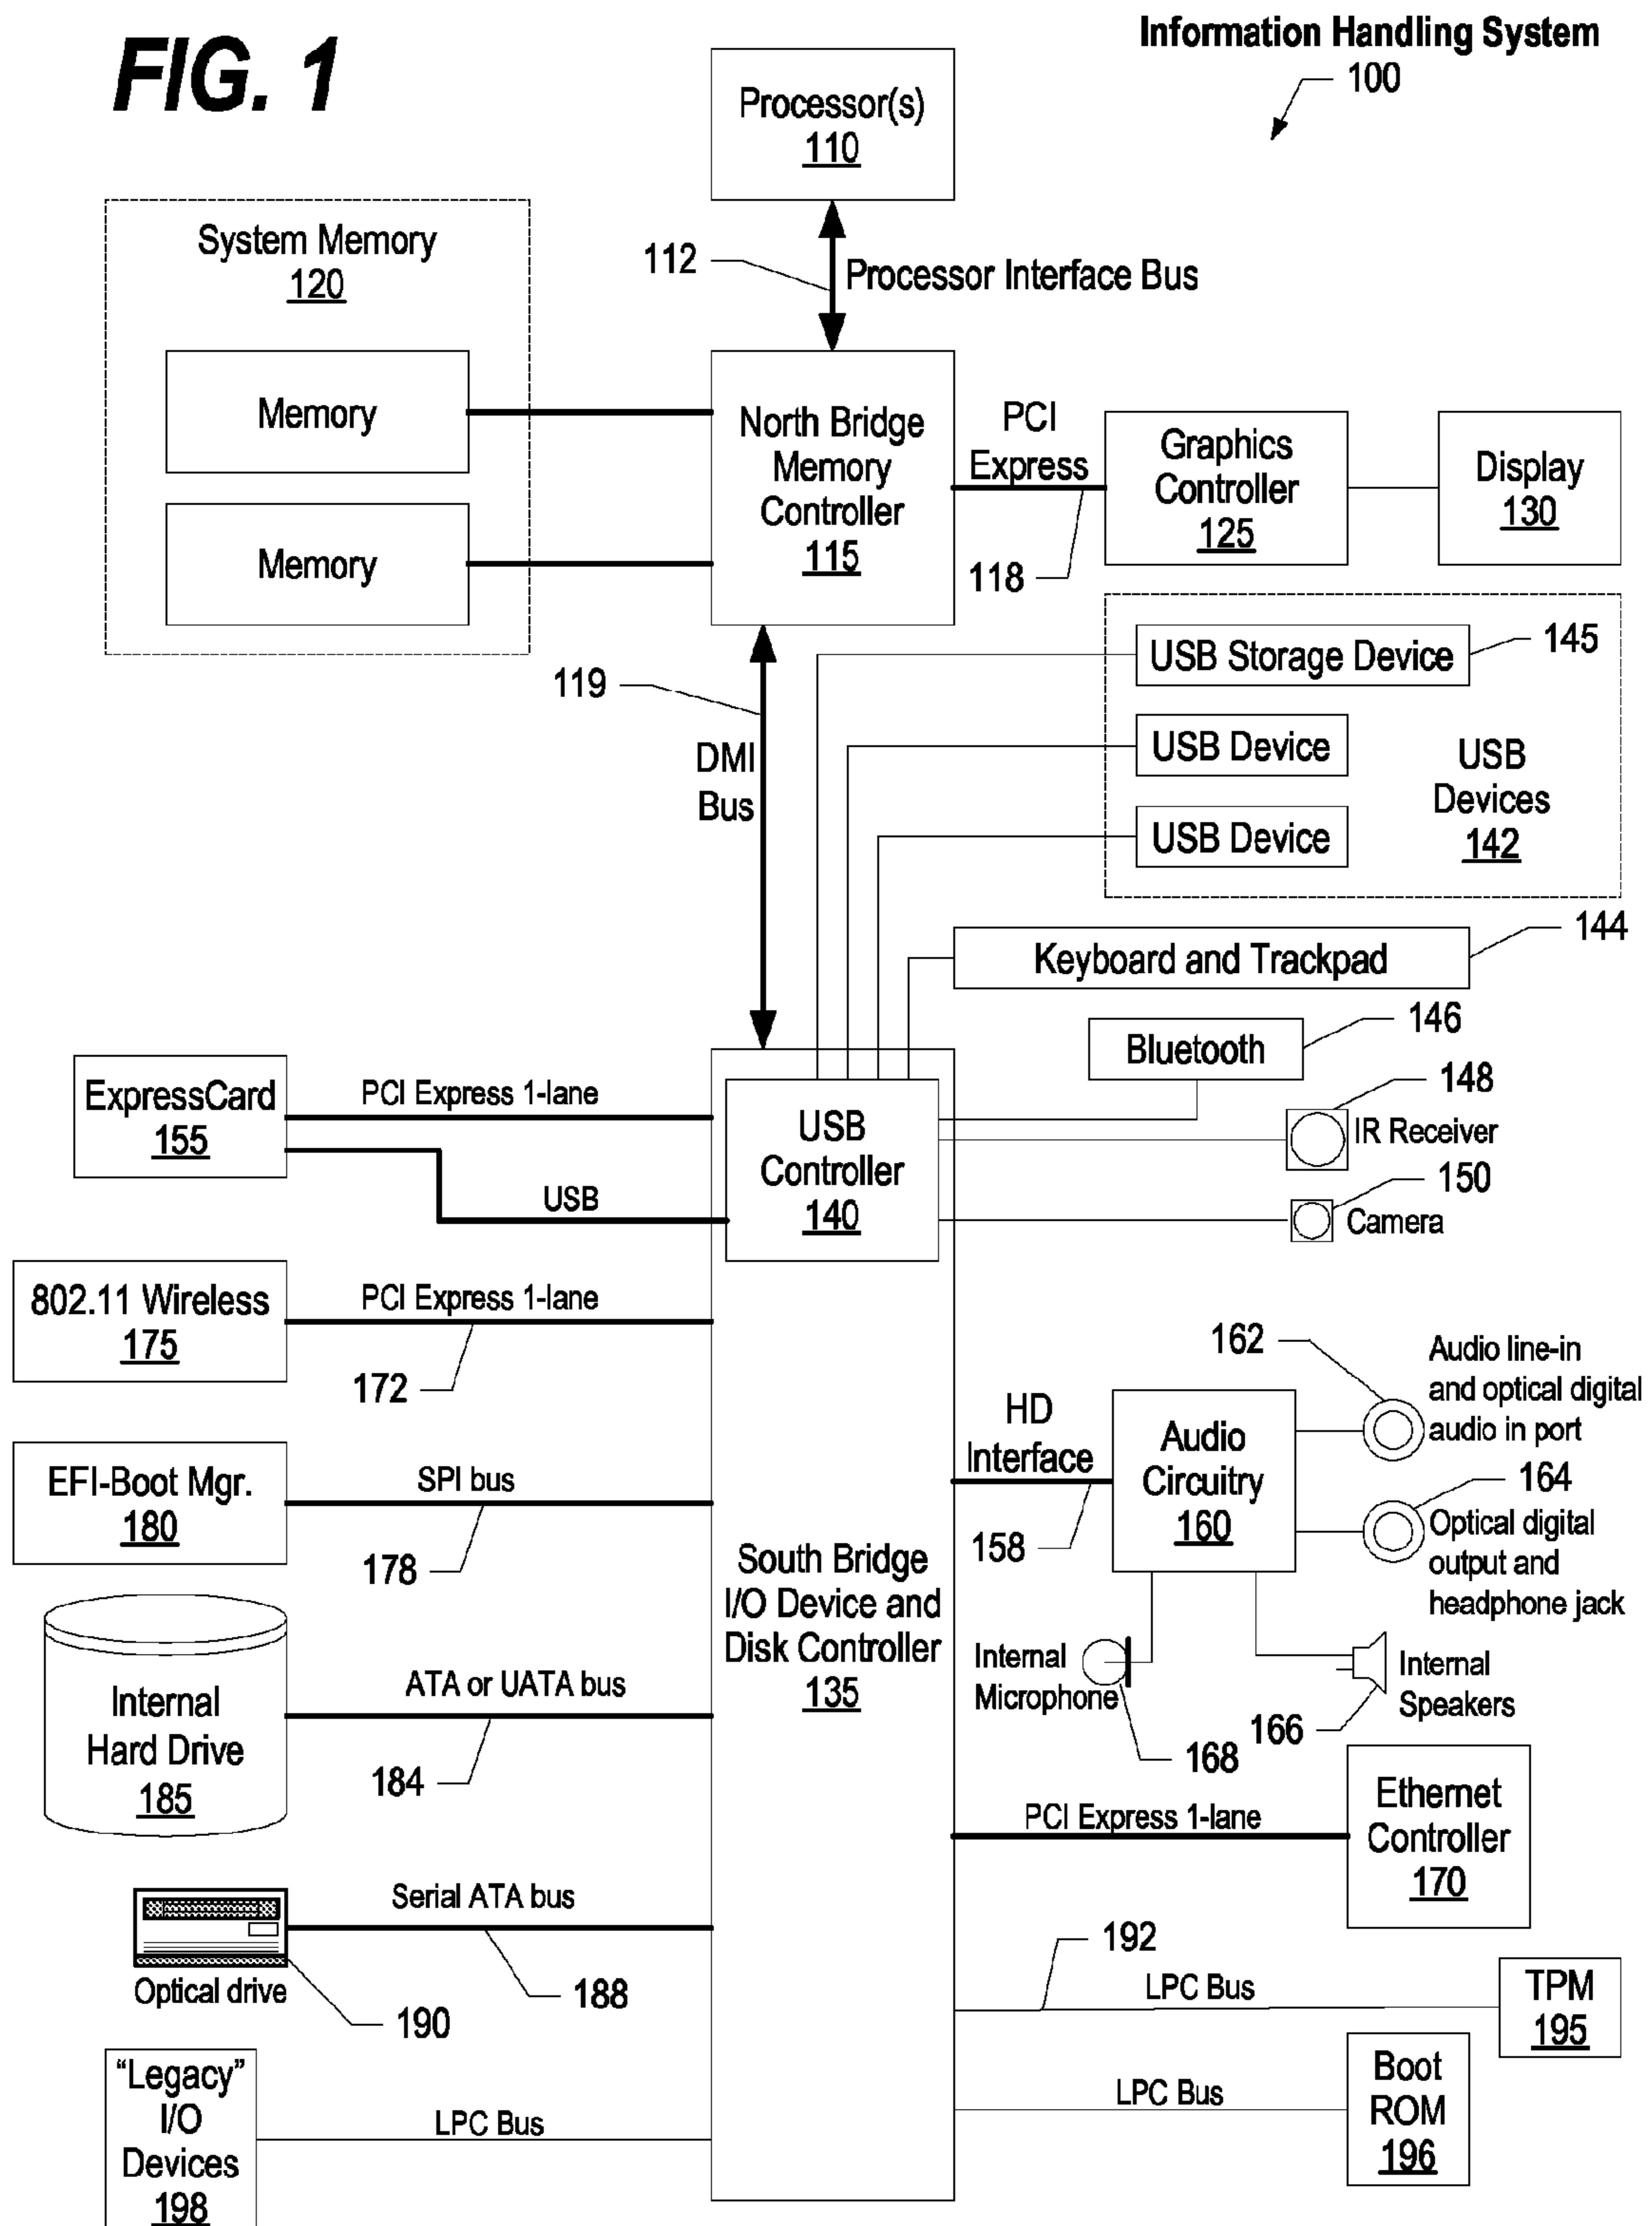 FIG. 1
Information Handling System
100
Processor(s)
110
System Memory
120
112
Processor Interface Bus
Memory
Memory
North Bridge
Memory
Controller
115
PCI
Express
118
Graphics
Controller
125
Display
130
119
DMI
Bus
USB Storage Device
145
USB Device
USB Device
USB
Devices
142
Keyboard and Trackpad
144
Bluetooth
146
148
IR Receiver
150
Camera
ExpressCard
155
PCI Express 1-lane
USB
USB
Controller
140
802.11 Wireless
175
PCI Express 1-lane
172
162
Audio line-in
and optical digital
audio in port
HD
Interface
158
Audio
Circuitry
160
164
Optical digital
output and
headphone jack
EFI-Boot Mgr.
180
SPI bus
178
South Bridge
I/O Device and
Disk Controller
135
Internal
Microphone
168
Internal
Speakers
166
Internal
Hard Drive
185
ATA or UATA bus
184
PCI Express 1-lane
Ethernet
Controller
170
Serial ATA bus
188
Optical drive
190
192
LPC Bus
TPM
195
"Legacy"
I/O
Devices
198
LPC Bus
LPC Bus
Boot
ROM
196